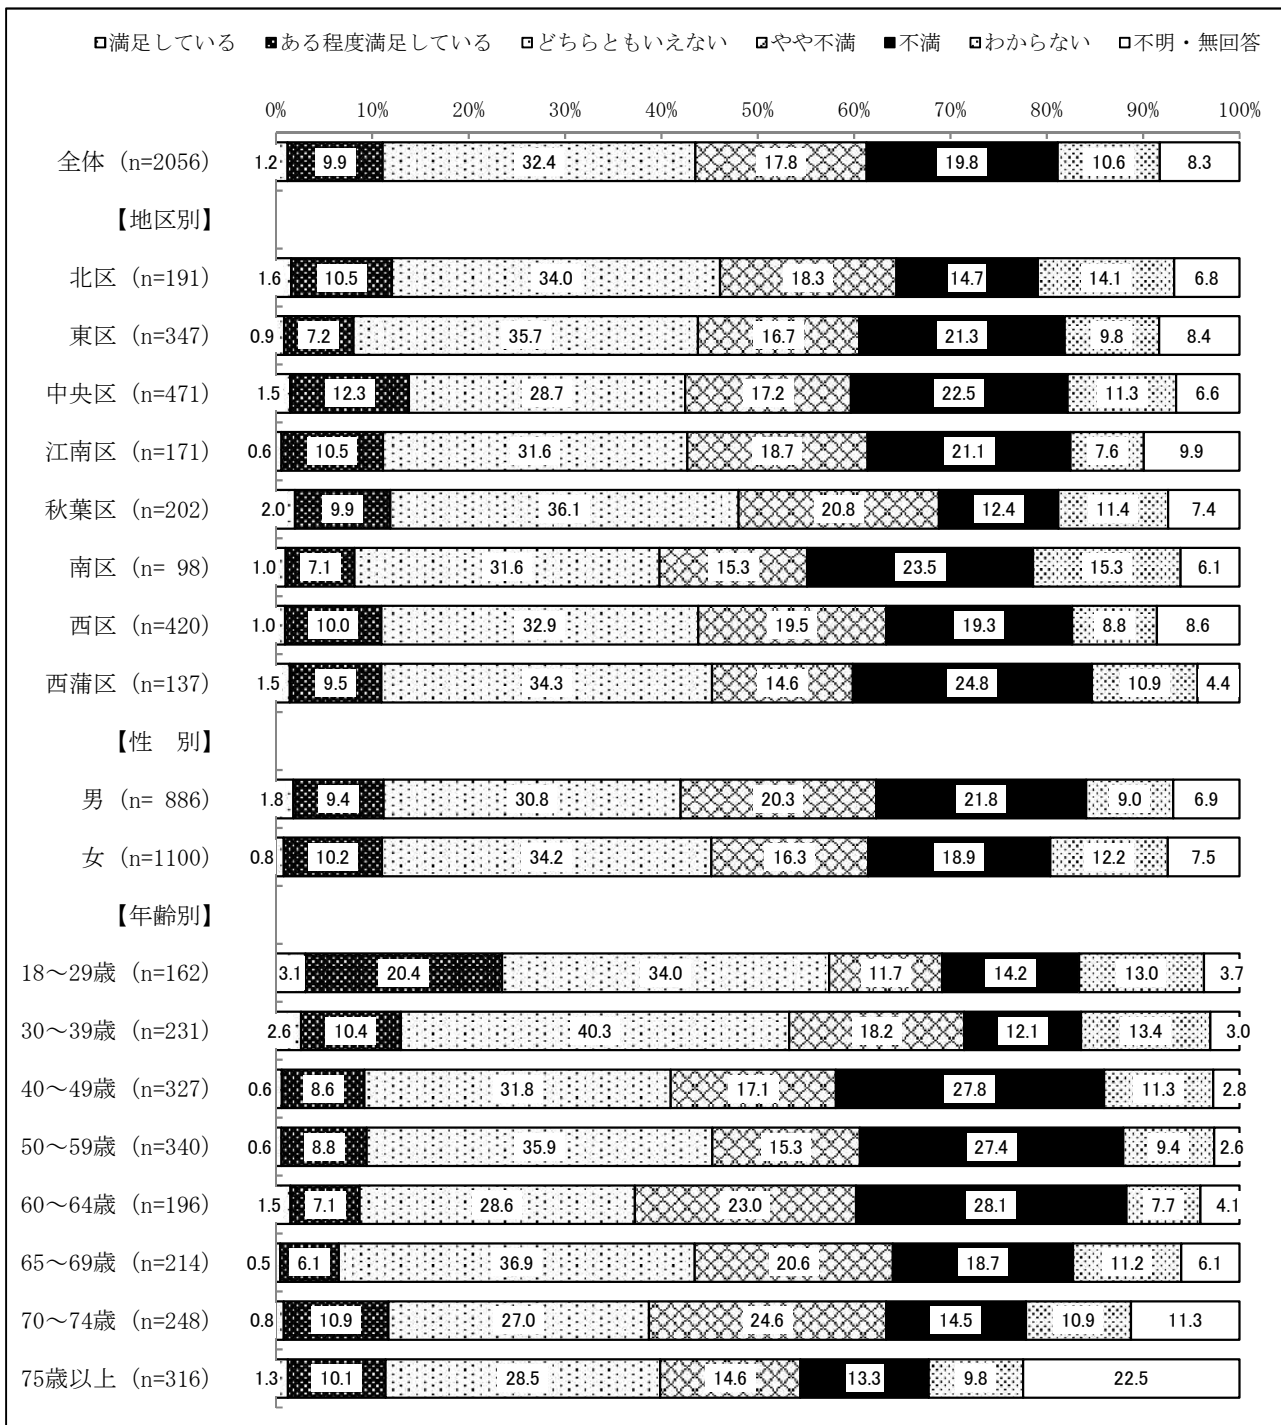 満足している ある程度満足している どちらともいえない やや不満 不満 わからない 不明・無回答
0% 10% 20% 30% 40% 50% 60% 70% 80% 90% 100%
全体 (n=2056) 1.2 9.9 32.4 17.8 19.8 10.6 8.3
【地区別】
北区 (n=191) 1.6 10.5 34.0 18.3 14.7 14.1 6.8
東区 (n=347) 0.9 7.2 35.7 16.7 21.3 9.8 8.4
中央区 (n=471) 1.5 12.3 28.7 17.2 22.5 11.3 6.6
江南区 (n=171) 0.6 10.5 31.6 18.7 21.1 7.6 9.9
秋葉区 (n=202) 2.0 9.9 36.1 20.8 12.4 11.4 7.4
南区 (n= 98) 1.0 7.1 31.6 15.3 23.5 15.3 6.1
西区 (n=420) 1.0 10.0 32.9 19.5 19.3 8.8 8.6
西蒲区 (n=137) 1.5 9.5 34.3 14.6 24.8 10.9 4.4
【性　別】
男 (n= 886) 1.8 9.4 30.8 20.3 21.8 9.0 6.9
女 (n=1100) 0.8 10.2 34.2 16.3 18.9 12.2 7.5
【年齢別】
18～29歳 (n=162) 3.1 20.4 34.0 11.7 14.2 13.0 3.7
30～39歳 (n=231) 2.6 10.4 40.3 18.2 12.1 13.4 3.0
40～49歳 (n=327) 0.6 8.6 31.8 17.1 27.8 11.3 2.8
50～59歳 (n=340) 0.6 8.8 35.9 15.3 27.4 9.4 2.6
60～64歳 (n=196) 1.5 7.1 28.6 23.0 28.1 7.7 4.1
65～69歳 (n=214) 0.5 6.1 36.9 20.6 18.7 11.2 6.1
70～74歳 (n=248) 0.8 10.9 27.0 24.6 14.5 10.9 11.3
75歳以上 (n=316) 1.3 10.1 28.5 14.6 13.3 9.8 22.5